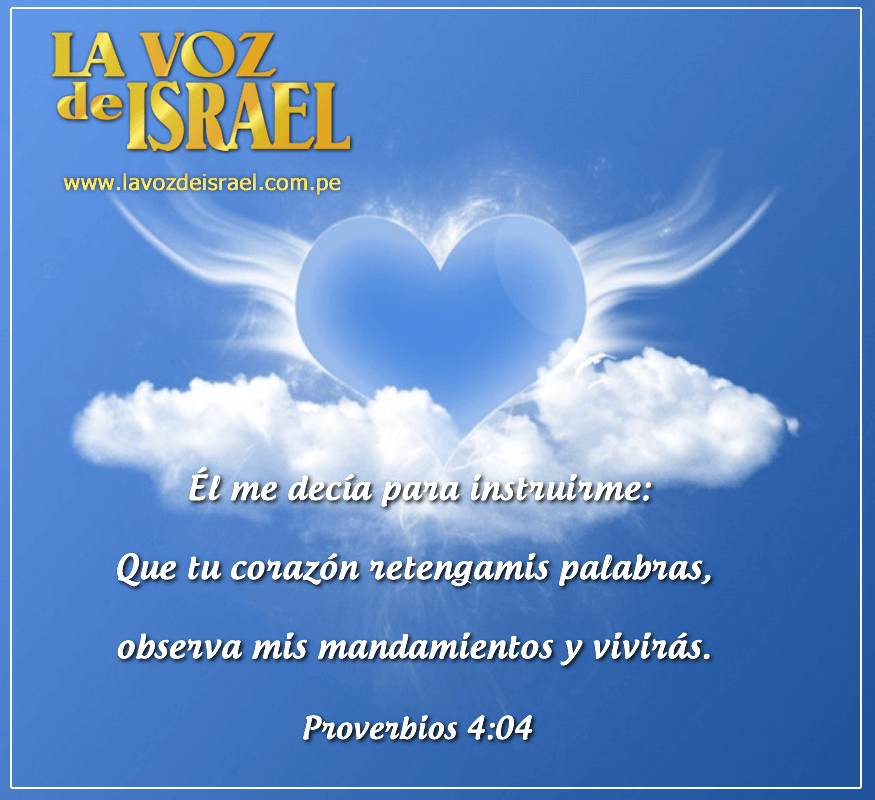 LA VOZ
de ISRAEL
www.lavozdeisrael.com.pe
Él me decía para instruirme:
Que tu corazón retengamis palabras,
observa mis mandamientos y vivirás.
Proverbios 4:04